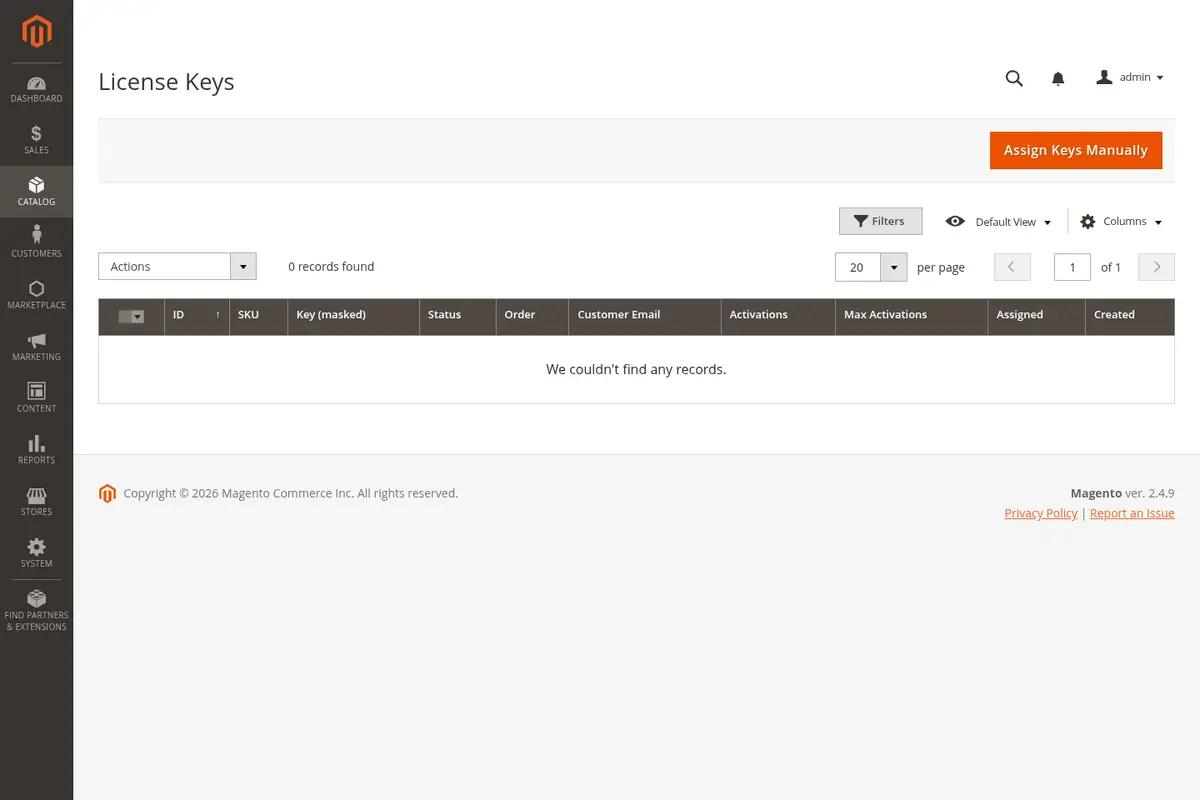 DASHBOARD
SALES
CATALOG
CUSTOMERS
MARKETPLACE
MARKETING
CONTENT
REPORTS
STORES
SYSTEM
FIND PARTNERS
& EXTENSIONS
License Keys
admin
Assign Keys Manually
Filters
Default View
Columns
Actions
0 records found
20
per page
1
of 1
ID ↑ SKU Key (masked) Status Order Customer Email Activations Max Activations Assigned Created
We couldn't find any records.
Copyright © 2026 Magento Commerce Inc. All rights reserved.
Magento ver. 2.4.9
Privacy Policy | Report an Issue